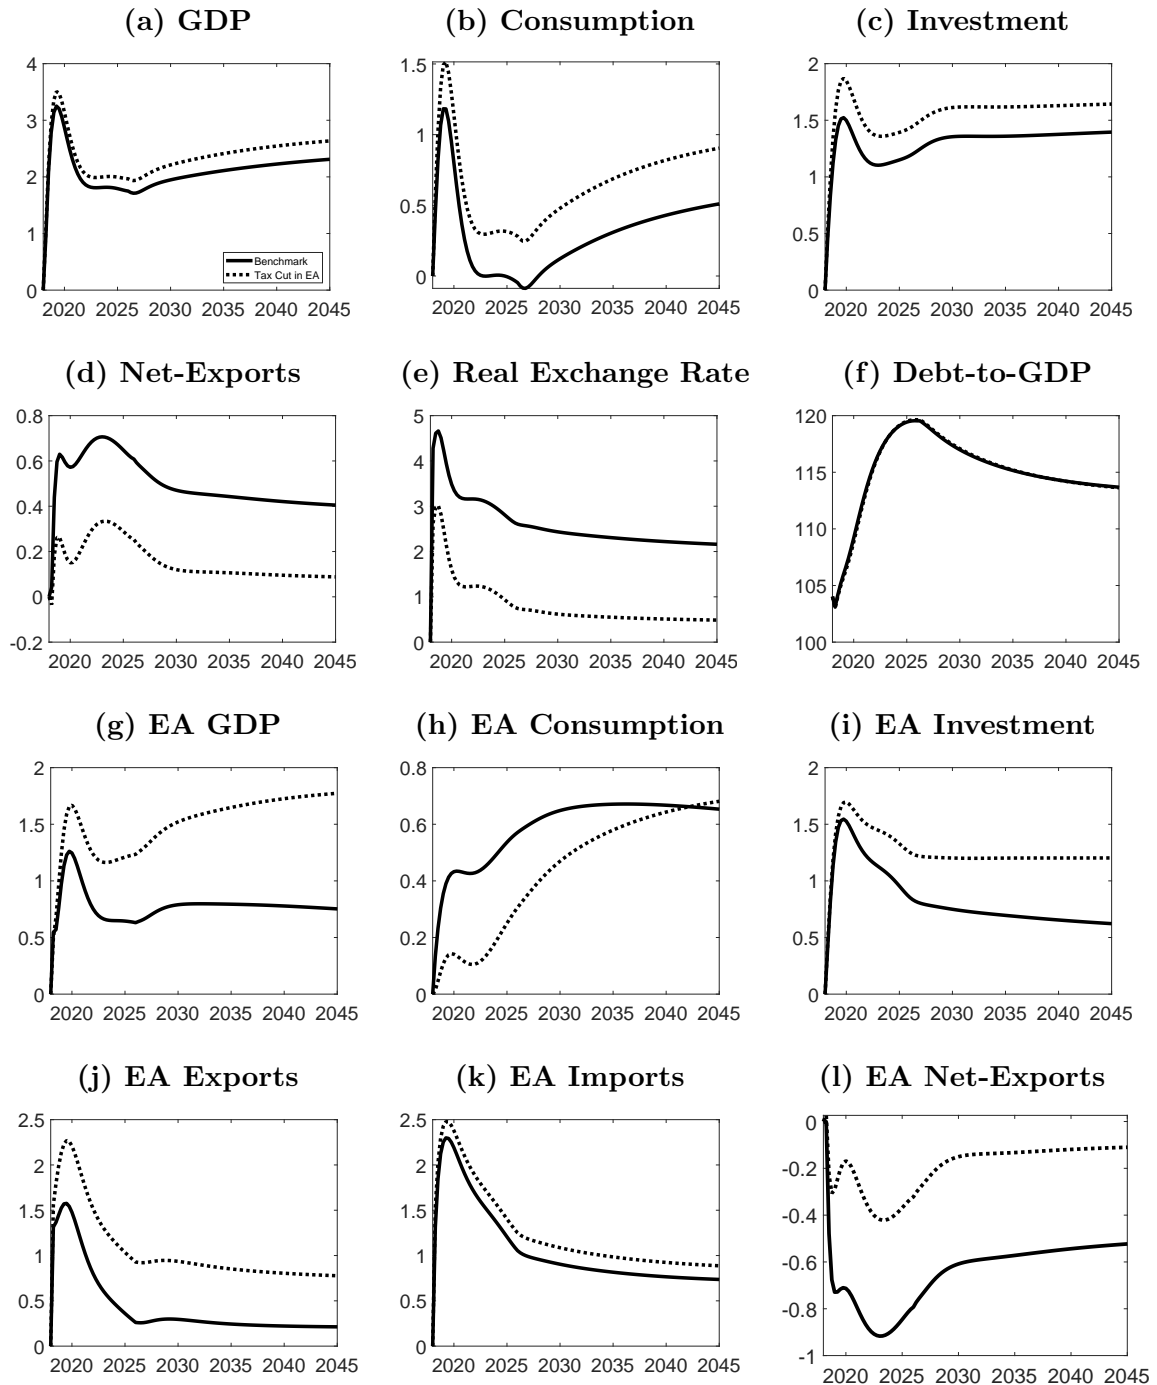 (a) GDP
(b) Consumption
(c) Investment
4
3
2
1
0
2020 2025 2030 2035 2040 2045
Benchmark
Tax Cut in EA
1.5
1
0.5
0
2020 2025 2030 2035 2040 2045
2
1.5
1
0.5
0
2020 2025 2030 2035 2040 2045
(d) Net-Exports
(e) Real Exchange Rate
(f) Debt-to-GDP
0.8
0.6
0.4
0.2
0
-0.2
2020 2025 2030 2035 2040 2045
5
4
3
2
1
0
2020 2025 2030 2035 2040 2045
120
115
110
105
100
2020 2025 2030 2035 2040 2045
(g) EA GDP
(h) EA Consumption
(i) EA Investment
2
1.5
1
0.5
0
2020 2025 2030 2035 2040 2045
0.8
0.6
0.4
0.2
0
2020 2025 2030 2035 2040 2045
2
1.5
1
0.5
0
2020 2025 2030 2035 2040 2045
(j) EA Exports
(k) EA Imports
(l) EA Net-Exports
2.5
2
1.5
1
0.5
0
2020 2025 2030 2035 2040 2045
2.5
2
1.5
1
0.5
0
2020 2025 2030 2035 2040 2045
0
-0.2
-0.4
-0.6
-0.8
-1
2020 2025 2030 2035 2040 2045